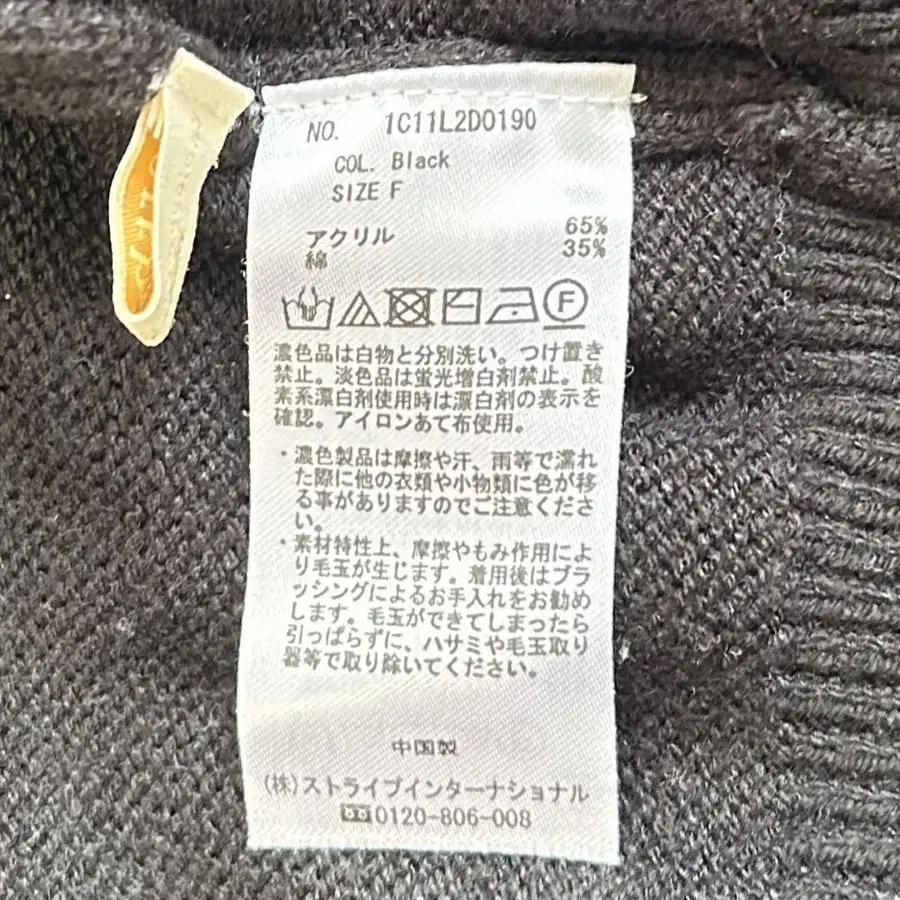 NO. 1C11L2D0190
COL. Black
SIZE F
アクリル 65%
綿 35%
F
濃色品は白物と分別洗い。つけ置き
禁止。淡色品は蛍光増白剤禁止。酸
素系漂白剤使用時は漂白剤の表示を
確認。アイロンあて布使用。
・濃色製品は摩擦や汗、雨等で濡れ
た際に他の衣類や小物類に色が移
る事がありますのでご注意くださ
い。
・素材特性上、摩擦やもみ作用によ
り毛玉が生じます。着用後はブラ
ッシングによるお手入れをお勧め
します。毛玉ができてしまったら
引っぱらずに、ハサミや毛玉取り
器等で取り除いてください。
中国製
(株)ストライプインターナショナル
0120-806-008